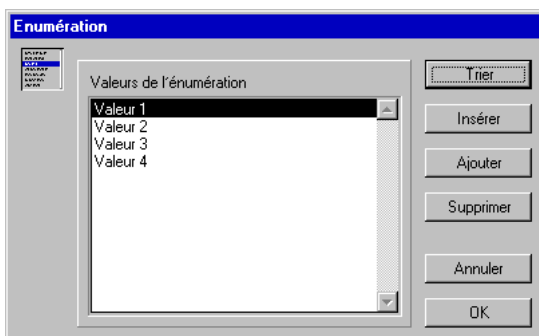 Enumération
Valeurs de l'énumération
Valeur 1
Valeur 2
Valeur 3
Valeur 4
Trier
Insérer
Ajouter
Supprimer
Annuler
OK